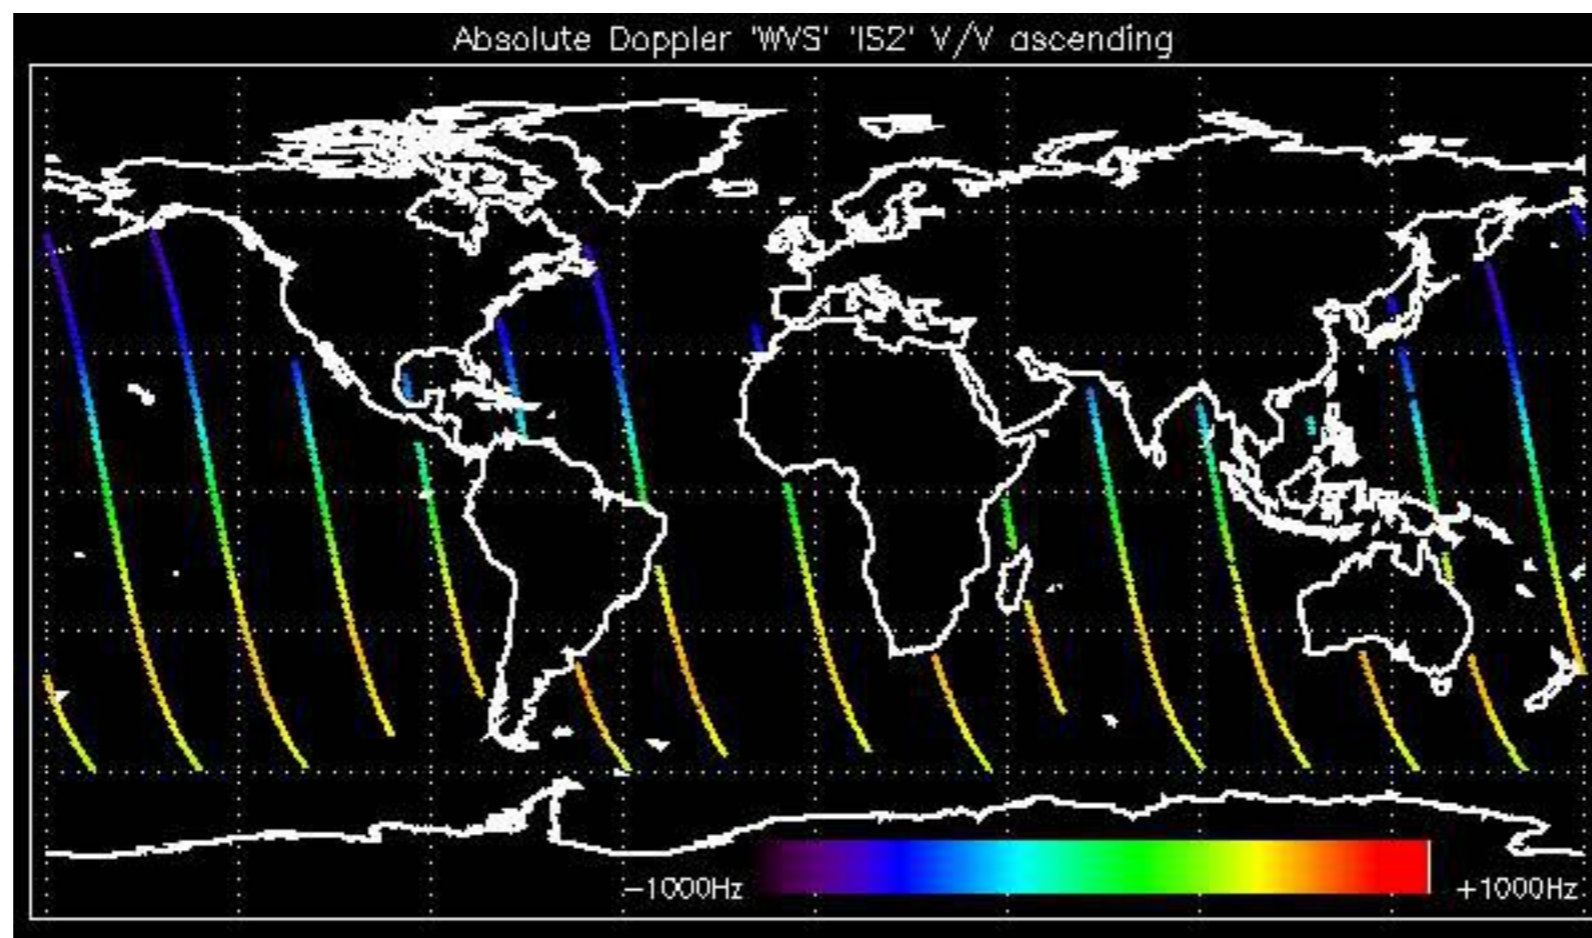 Absolute Doppler 'WVS' 'IS2' V/V ascending
-1000Hz +1000Hz